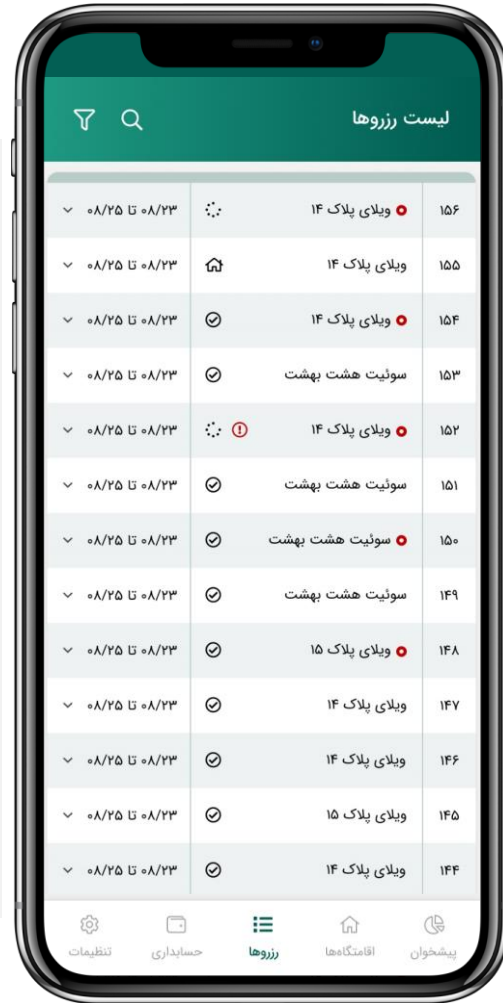 لیست رزروها
۱۵۶ ویلای پلاک ۱۴ ۰۸/۲۳ تا ۰۸/۲۵
۱۵۵ ویلای پلاک ۱۴ ۰۸/۲۳ تا ۰۸/۲۵
۱۵۴ ویلای پلاک ۱۴ ۰۸/۲۳ تا ۰۸/۲۵
۱۵۳ سوئیت هشت بهشت ۰۸/۲۳ تا ۰۸/۲۵
۱۵۲ ویلای پلاک ۱۴ ۰۸/۲۳ تا ۰۸/۲۵
۱۵۱ سوئیت هشت بهشت ۰۸/۲۳ تا ۰۸/۲۵
۱۵۰ سوئیت هشت بهشت ۰۸/۲۳ تا ۰۸/۲۵
۱۴۹ سوئیت هشت بهشت ۰۸/۲۳ تا ۰۸/۲۵
۱۴۸ ویلای پلاک ۱۵ ۰۸/۲۳ تا ۰۸/۲۵
۱۴۷ ویلای پلاک ۱۴ ۰۸/۲۳ تا ۰۸/۲۵
۱۴۶ ویلای پلاک ۱۴ ۰۸/۲۳ تا ۰۸/۲۵
۱۴۵ ویلای پلاک ۱۵ ۰۸/۲۳ تا ۰۸/۲۵
۱۴۴ ویلای پلاک ۱۴ ۰۸/۲۳ تا ۰۸/۲۵
پیشخوان اقامتگاه‌ها رزروها حسابداری تنظیمات